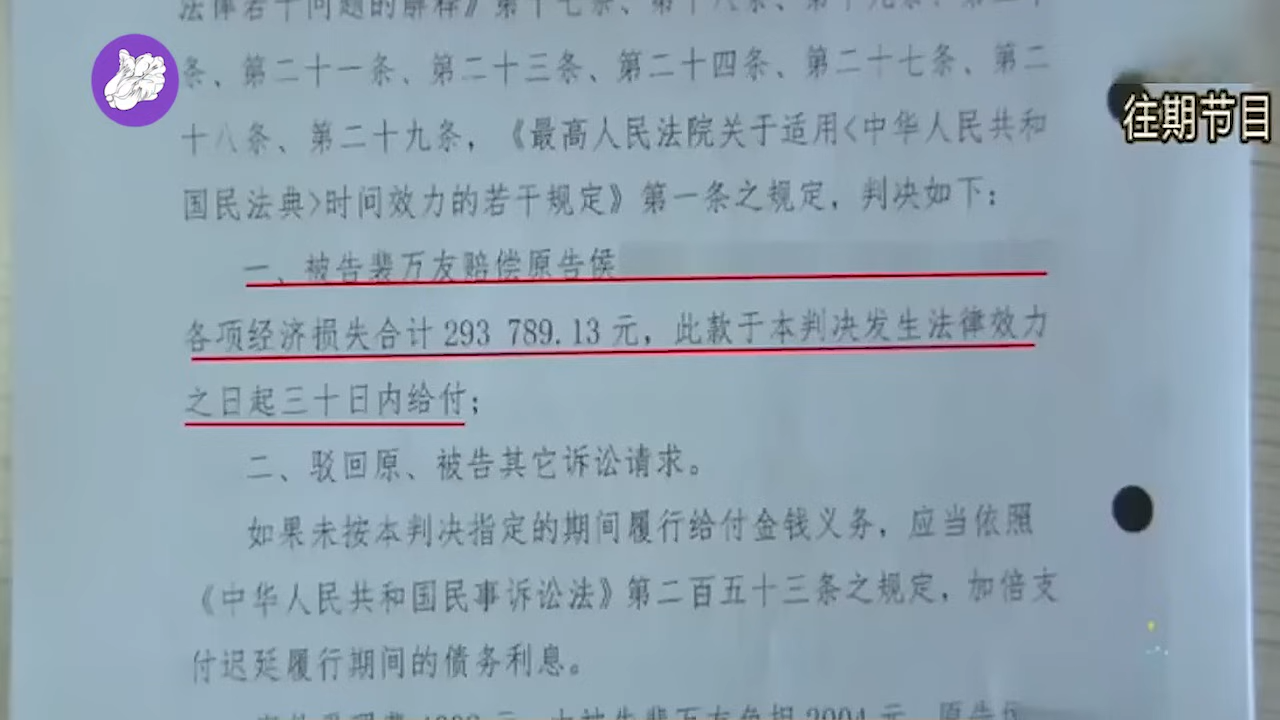 法律若干问题的解释》第十七条、第十八条、第十九条、第二十
条、第二十一条、第二十三条、第二十四条、第二十七条、第二
往期节目
十八条、第二十九条，《最高人民法院关于适用<中华人民共和
国民法典>时间效力的若干规定》第一条之规定，判决如下：
一、被告裴万友赔偿原告侯
各项经济损失合计 293 789.13 元，此款于本判决发生法律效力
之日起三十日内给付；
二、驳回原、被告其它诉讼请求。
如果未按本判决指定的期间履行给付金钱义务，应当依照
《中华人民共和国民事诉讼法》第二百五十三条之规定，加倍支
付迟延履行期间的债务利息。